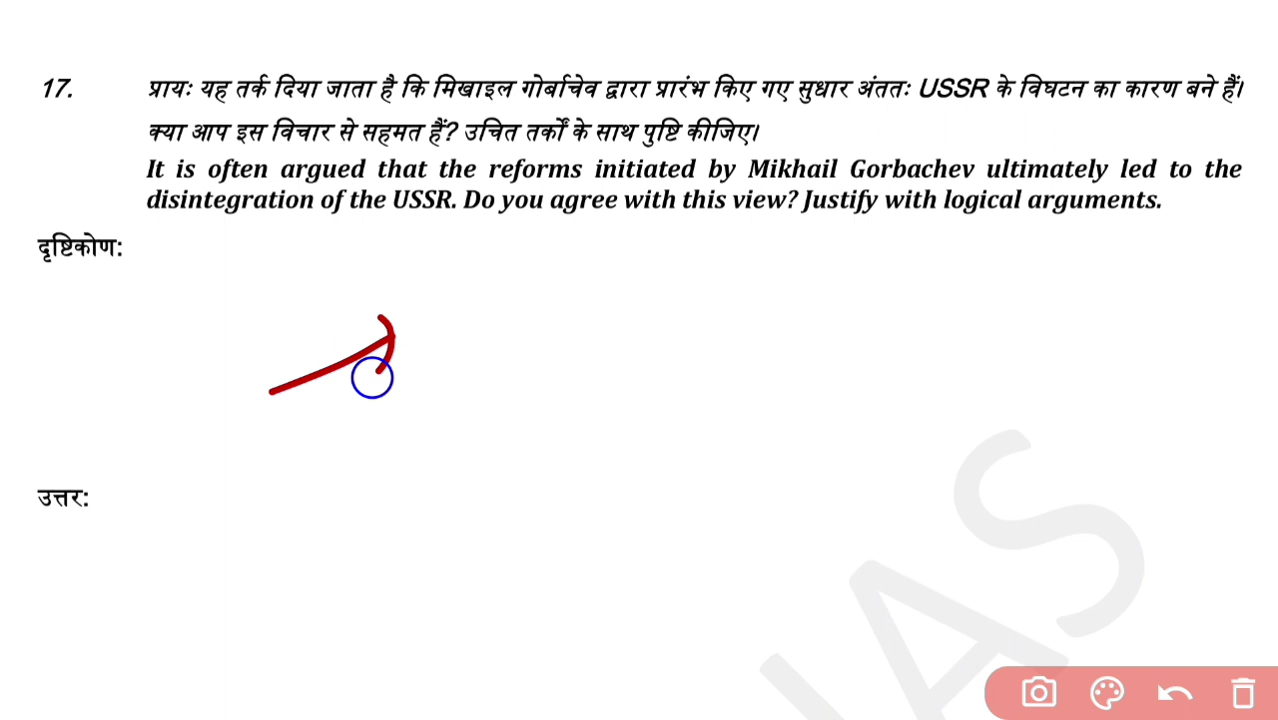 17. प्रायः यह तर्क दिया जाता है कि मिखाइल गोर्बाचेव द्वारा प्रारंभ किए गए सुधार अंततः USSR के विघटन का कारण बने हैं।
क्या आप इस विचार से सहमत हैं? उचित तर्कों के साथ पुष्टि कीजिए।
It is often argued that the reforms initiated by Mikhail Gorbachev ultimately led to the
disintegration of the USSR. Do you agree with this view? Justify with logical arguments.
दृष्टिकोण:
उत्तर:
IAS